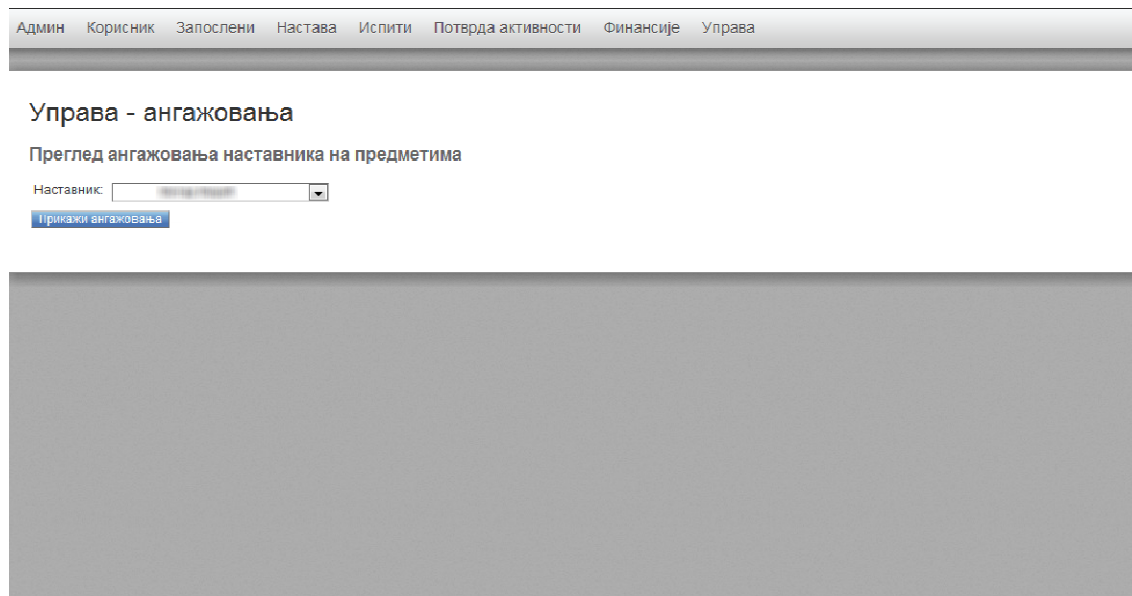 Админ Корисник Запослени Настава Испити Потврда активности Финансије Управа
Управа - ангажовања
Преглед ангажовања наставника на предметима
Наставник:
Прикажи ангажовања